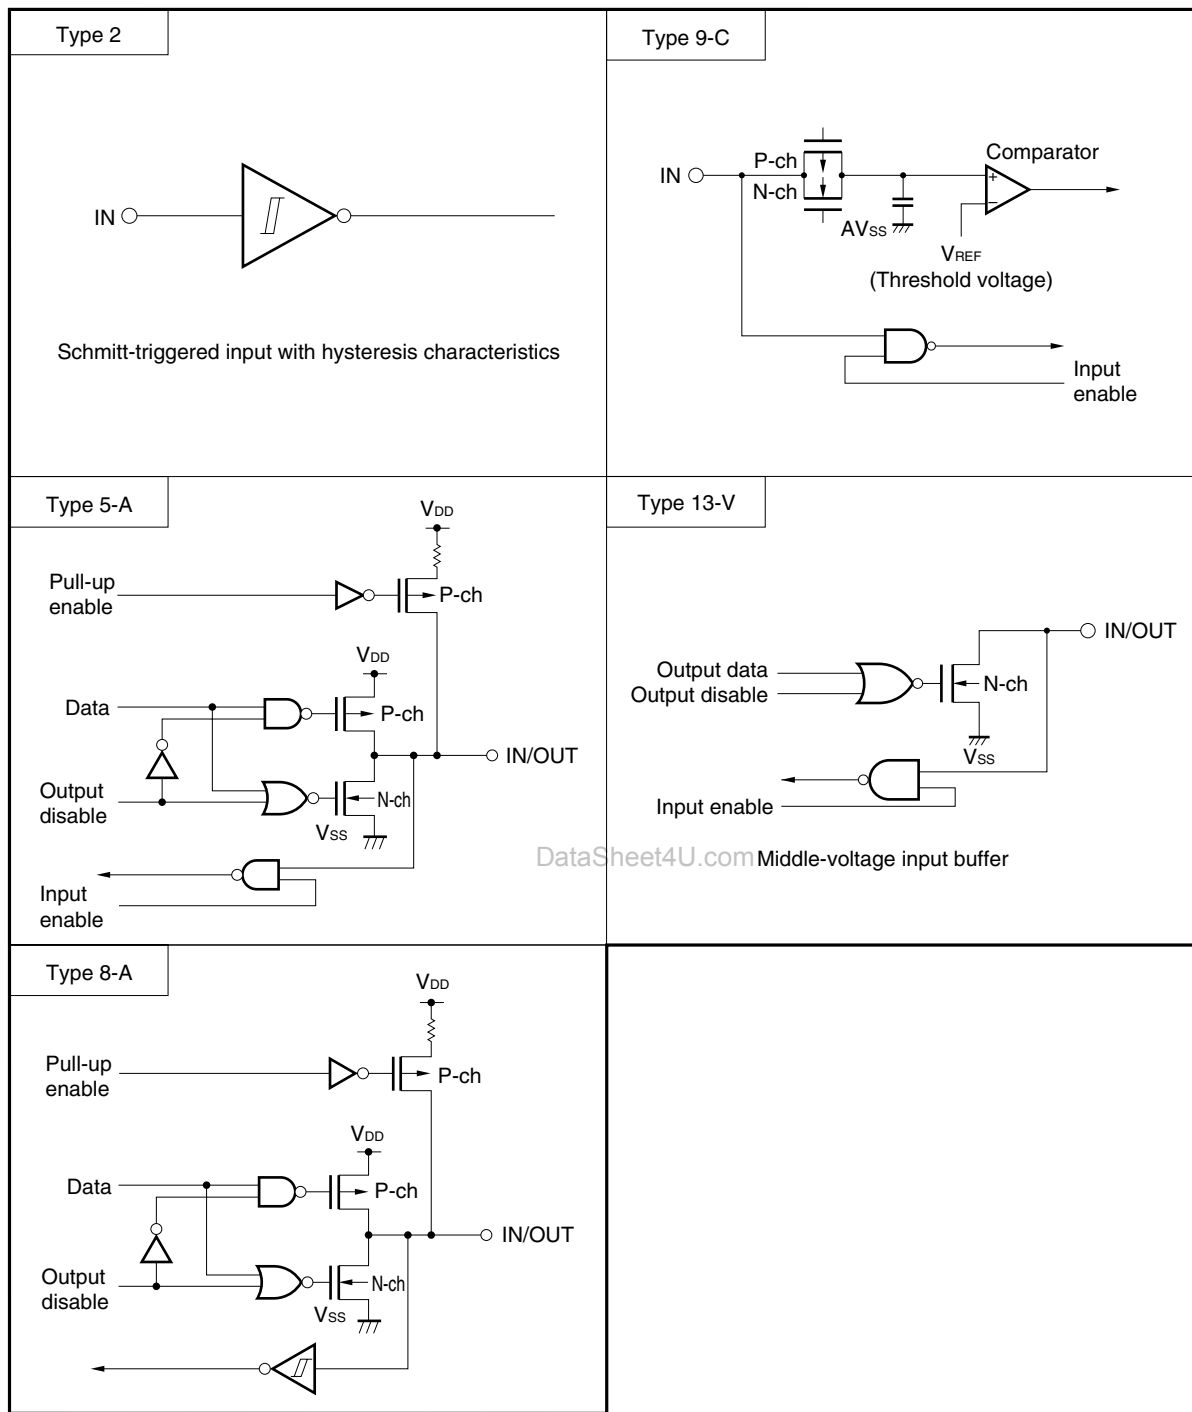 Type 2
IN
Schmitt-triggered input with hysteresis characteristics
Type 9-C
IN
P-ch
N-ch
Comparator
+
−
AVSS
VREF
(Threshold voltage)
Input
enable
Type 5-A
VDD
Pull-up
enable
P-ch
VDD
Data
P-ch
IN/OUT
Output
disable
N-ch
VSS
Input
enable
Type 13-V
IN/OUT
Output data
Output disable
N-ch
VSS
Input enable
DataSheet4U.com
Middle-voltage input buffer
Type 8-A
VDD
Pull-up
enable
P-ch
VDD
Data
P-ch
IN/OUT
Output
disable
N-ch
VSS